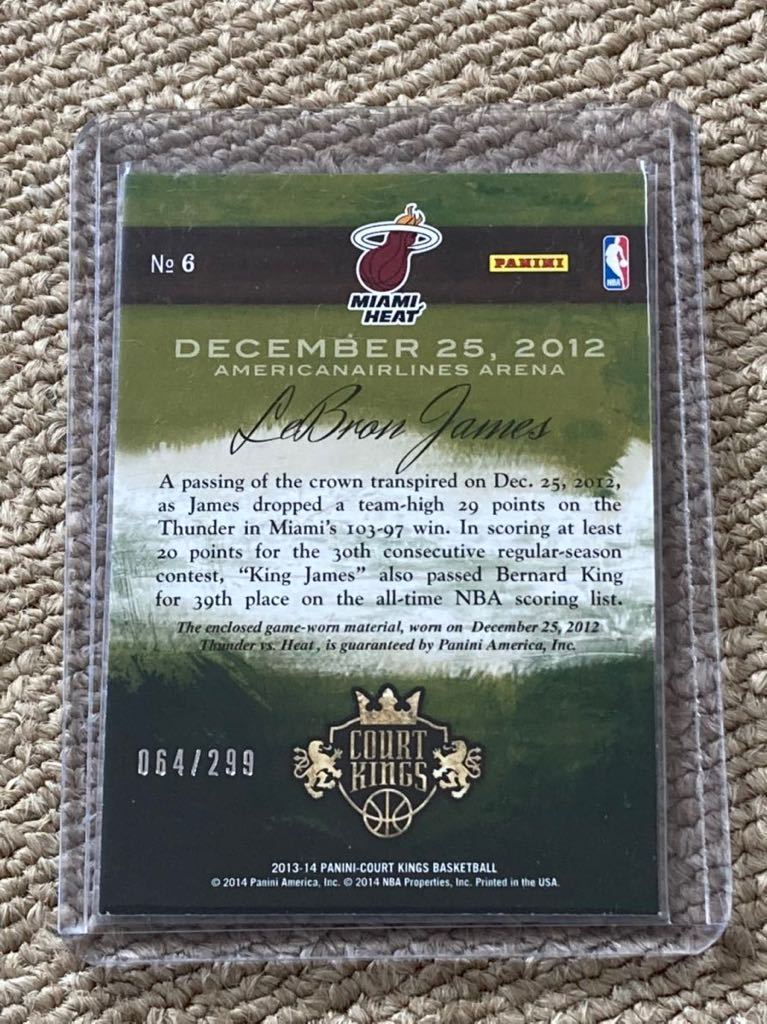 № 6
MIAMI
HEAT
PANINI
NBA
DECEMBER 25, 2012
AMERICANAIRLINES ARENA
LeBron James
A passing of the crown transpired on Dec. 25, 2012,
as James dropped a team-high 29 points on the
Thunder in Miami's 103-97 win. In scoring at least
20 points for the 30th consecutive regular-season
contest, “King James” also passed Bernard King
for 39th place on the all-time NBA scoring list.
The enclosed game-worn material, worn on December 25, 2012
Thunder vs. Heat, is guaranteed by Panini America, Inc.
064/299
COURT
KINGS
2013-14 PANINI-COURT KINGS BASKETBALL
© 2014 Panini America, Inc. © 2014 NBA Properties, Inc. Printed in the USA.